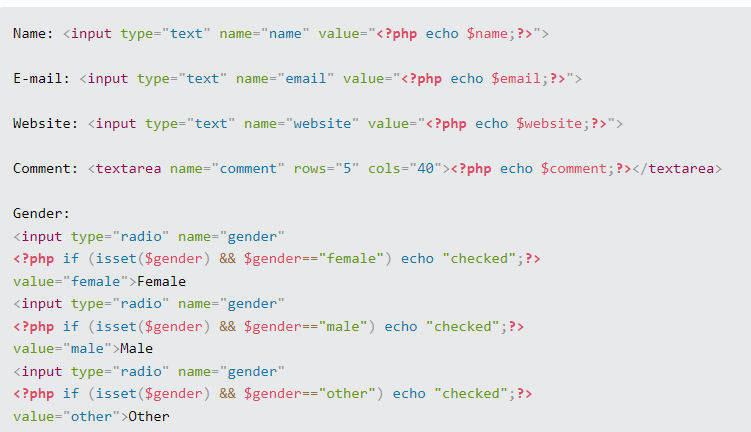 Name: <input type="text" name="name" value="<?php echo $name;?>">
E-mail: <input type="text" name="email" value="<?php echo $email;?>">
Website: <input type="text" name="website" value="<?php echo $website;?>">
Comment: <textarea name="comment" rows="5" cols="40"><?php echo $comment;?></textarea>
Gender:
<input type="radio" name="gender"
<?php if (isset($gender) && $gender=="female") echo "checked";?>
value="female">Female
<input type="radio" name="gender"
<?php if (isset($gender) && $gender=="male") echo "checked";?>
value="male">Male
<input type="radio" name="gender"
<?php if (isset($gender) && $gender=="other") echo "checked";?>
value="other">Other